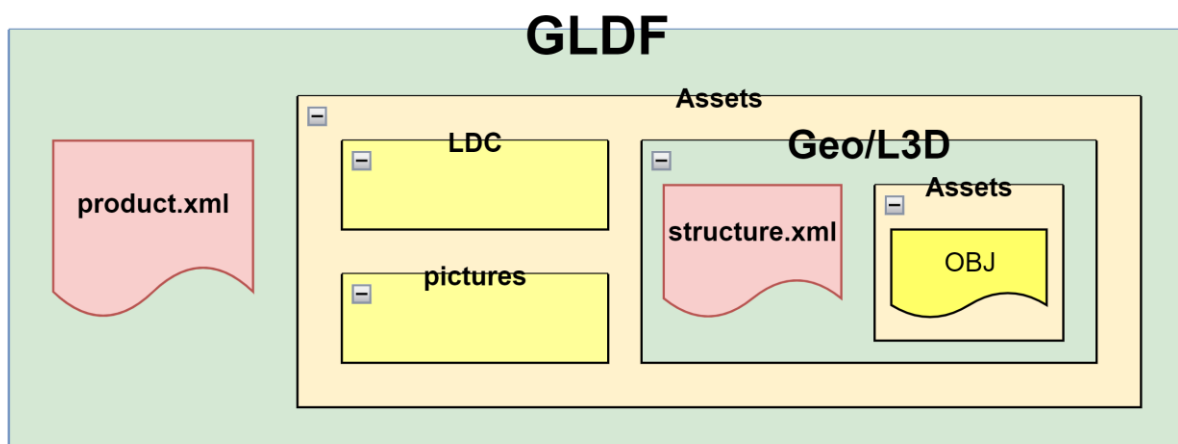 GLDF
Assets
product.xml
LDC
pictures
Geo/L3D
structure.xml
Assets
OBJ